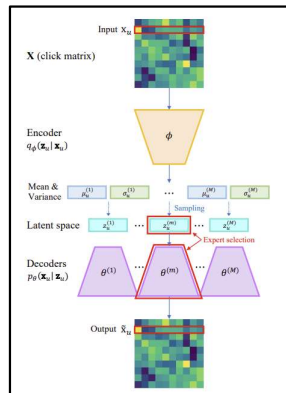 Input x_u
X (click matrix)
Encoder
q_ϕ(z_u|x_u)
ϕ
Mean &
Variance
μ_u^(1) σ_u^(1) ... μ_u^(M) σ_u^(M)
Sampling
Latent space
z_u^(1) ... z_u^(m) ... z_u^(M)
Expert selection
Decoders
p_θ(x_u|z_u)
θ^(1) ... θ^(m) ... θ^(M)
Output x̃_u